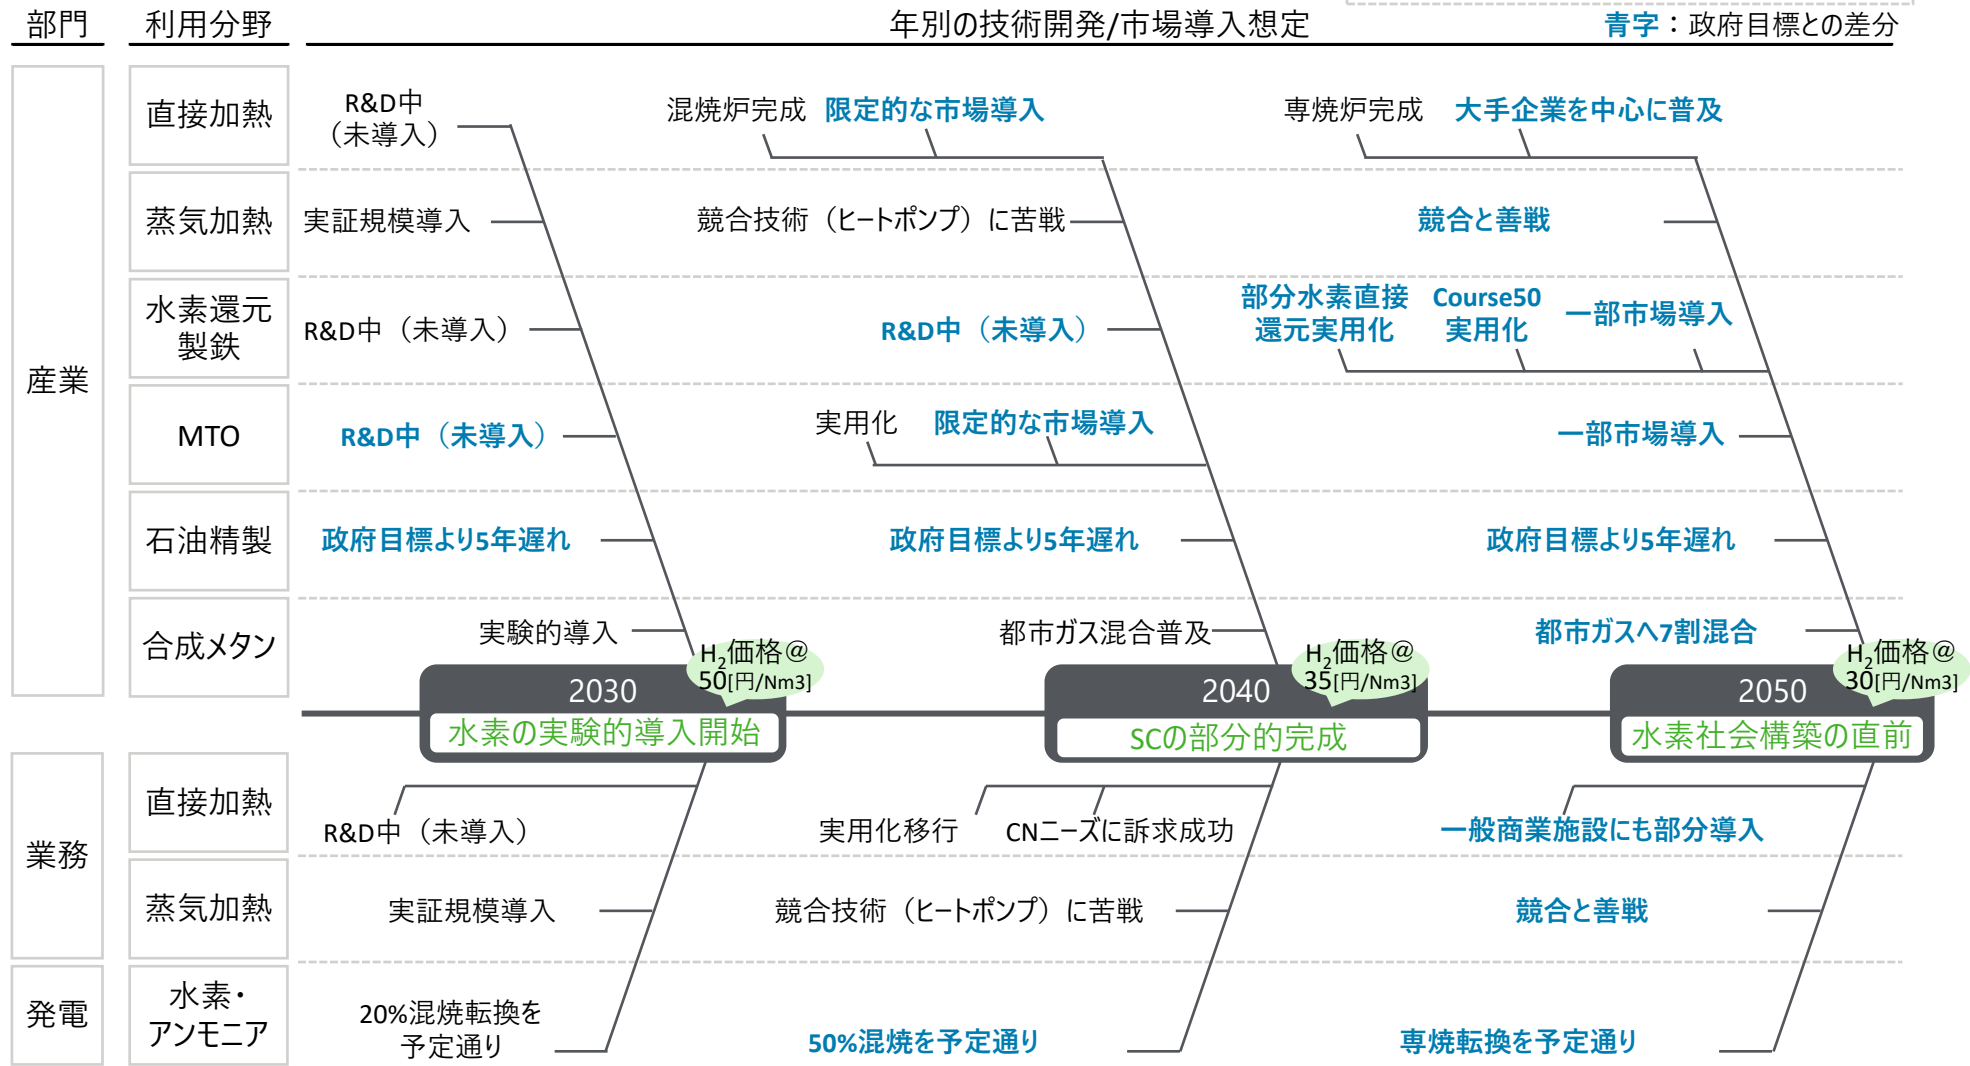 部門
利用分野
年別の技術開発/市場導入想定
青字：政府目標との差分
産業
直接加熱
R&D中
（未導入）
混焼炉完成
限定的な市場導入
専焼炉完成
大手企業を中心に普及
蒸気加熱
実証規模導入
競合技術（ヒートポンプ）に苦戦
競合と善戦
水素還元
製鉄
R&D中（未導入）
R&D中（未導入）
部分水素直接
還元実用化
Course50
実用化
一部市場導入
MTO
R&D中（未導入）
実用化
限定的な市場導入
一部市場導入
石油精製
政府目標より5年遅れ
政府目標より5年遅れ
政府目標より5年遅れ
合成メタン
実験的導入
都市ガス混合普及
都市ガスへ7割混合
2030
H₂価格@
50[円/Nm3]
水素の実験的導入開始
2040
H₂価格@
35[円/Nm3]
SCの部分的完成
2050
H₂価格@
30[円/Nm3]
水素社会構築の直前
業務
直接加熱
R&D中（未導入）
実用化移行
CNニーズに訴求成功
一般商業施設にも部分導入
蒸気加熱
実証規模導入
競合技術（ヒートポンプ）に苦戦
競合と善戦
発電
水素・
アンモニア
20%混焼転換を
予定通り
50%混焼を予定通り
専焼転換を予定通り